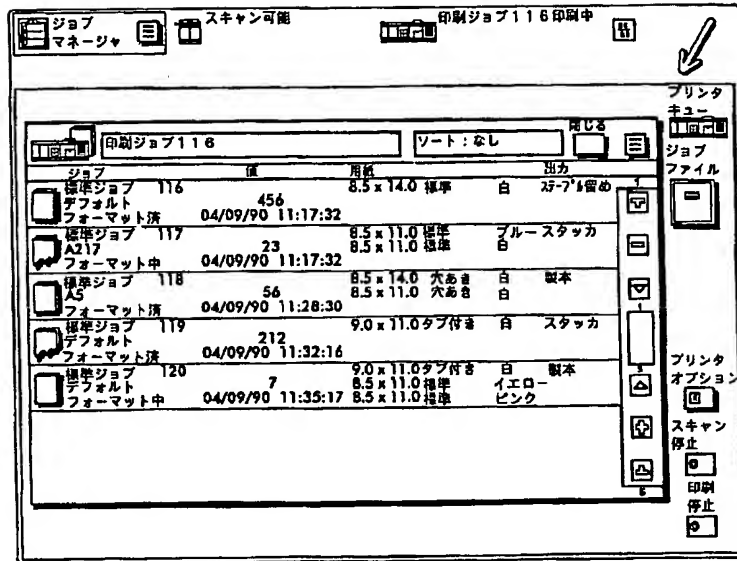 ジョブ
マネージャ
スキャン可能
印刷ジョブ116印刷中
プリンタ
キュー
印刷ジョブ116
ソート：なし
閉じる
ジョブ
ファイル
ジョブ 値 用紙 出力
標準ジョブ 116 8.5 x 14.0 標準 白 ステープル留め
デフォルト 456
フォーマット済 04/09/90 11:17:32
標準ジョブ 117 8.5 x 11.0 標準 ブルー スタッカ
A217 23 8.5 x 11.0 標準 白
フォーマット中 04/09/90 11:17:32
標準ジョブ 118 8.5 x 14.0 穴あき 白 製本
A5 56 8.5 x 11.0 穴あき 白
フォーマット済 04/09/90 11:28:30
標準ジョブ 119 9.0 x 11.0 タブ付き 白 スタッカ
デフォルト 212
フォーマット済 04/09/90 11:32:16
標準ジョブ 120 9.0 x 11.0 タブ付き 白 製本
デフォルト 7 8.5 x 11.0 標準 イエロー
フォーマット中 04/09/90 11:35:17 8.5 x 11.0 標準 ピンク
プリンタ
オプション
スキャン
停止
印刷
停止